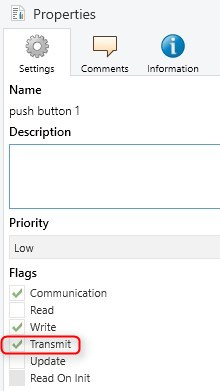 Properties
Settings
Comments
Information
Name
push button 1
Description
Priority
Low
Flags
Communication
Read
Write
Transmit
Update
Read On Init